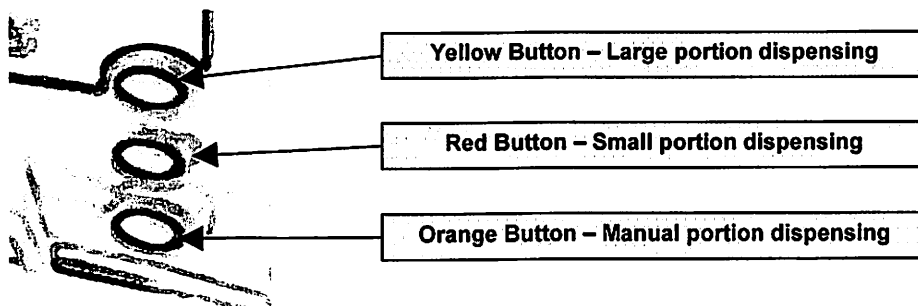 Yellow Button – Large portion dispensing
Red Button – Small portion dispensing
Orange Button – Manual portion dispensing